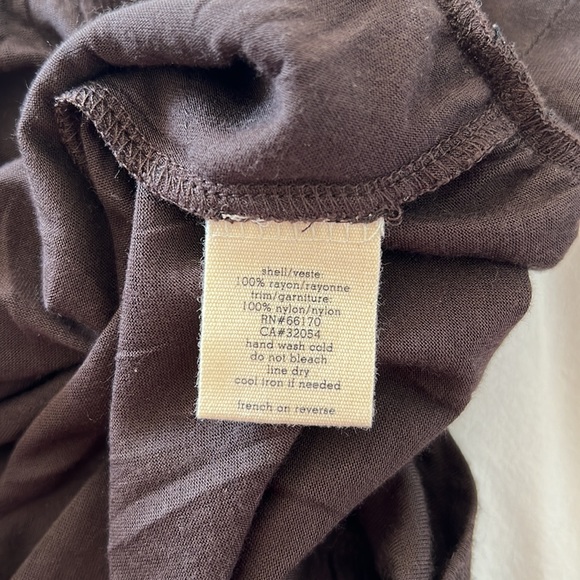 shell/veste:
100% rayon/rayonne
trim/garniture:
100% nylon/nylon
RN#66170
CA#32054
hand wash cold
do not bleach
line dry
cool iron if needed
french on reverse